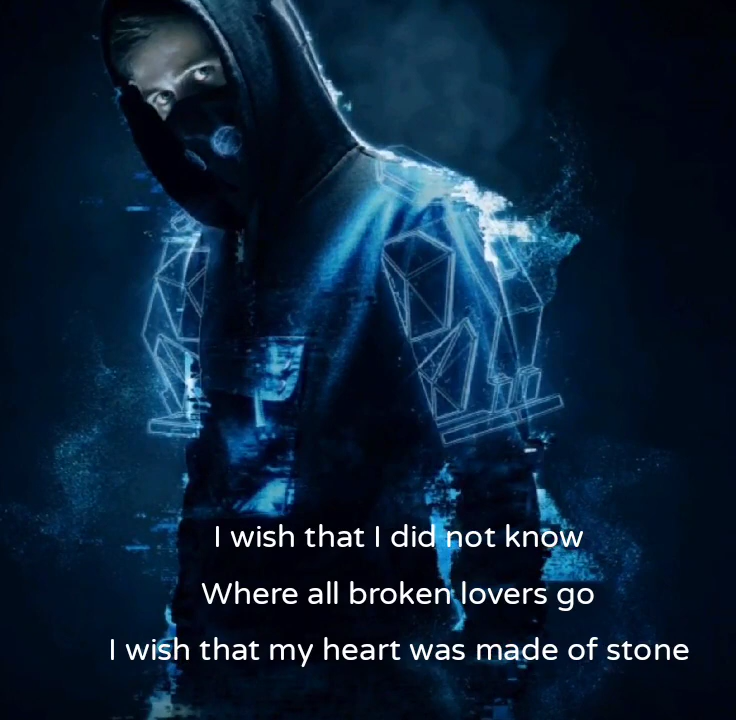 I wish that I did not know
Where all broken lovers go
I wish that my heart was made of stone